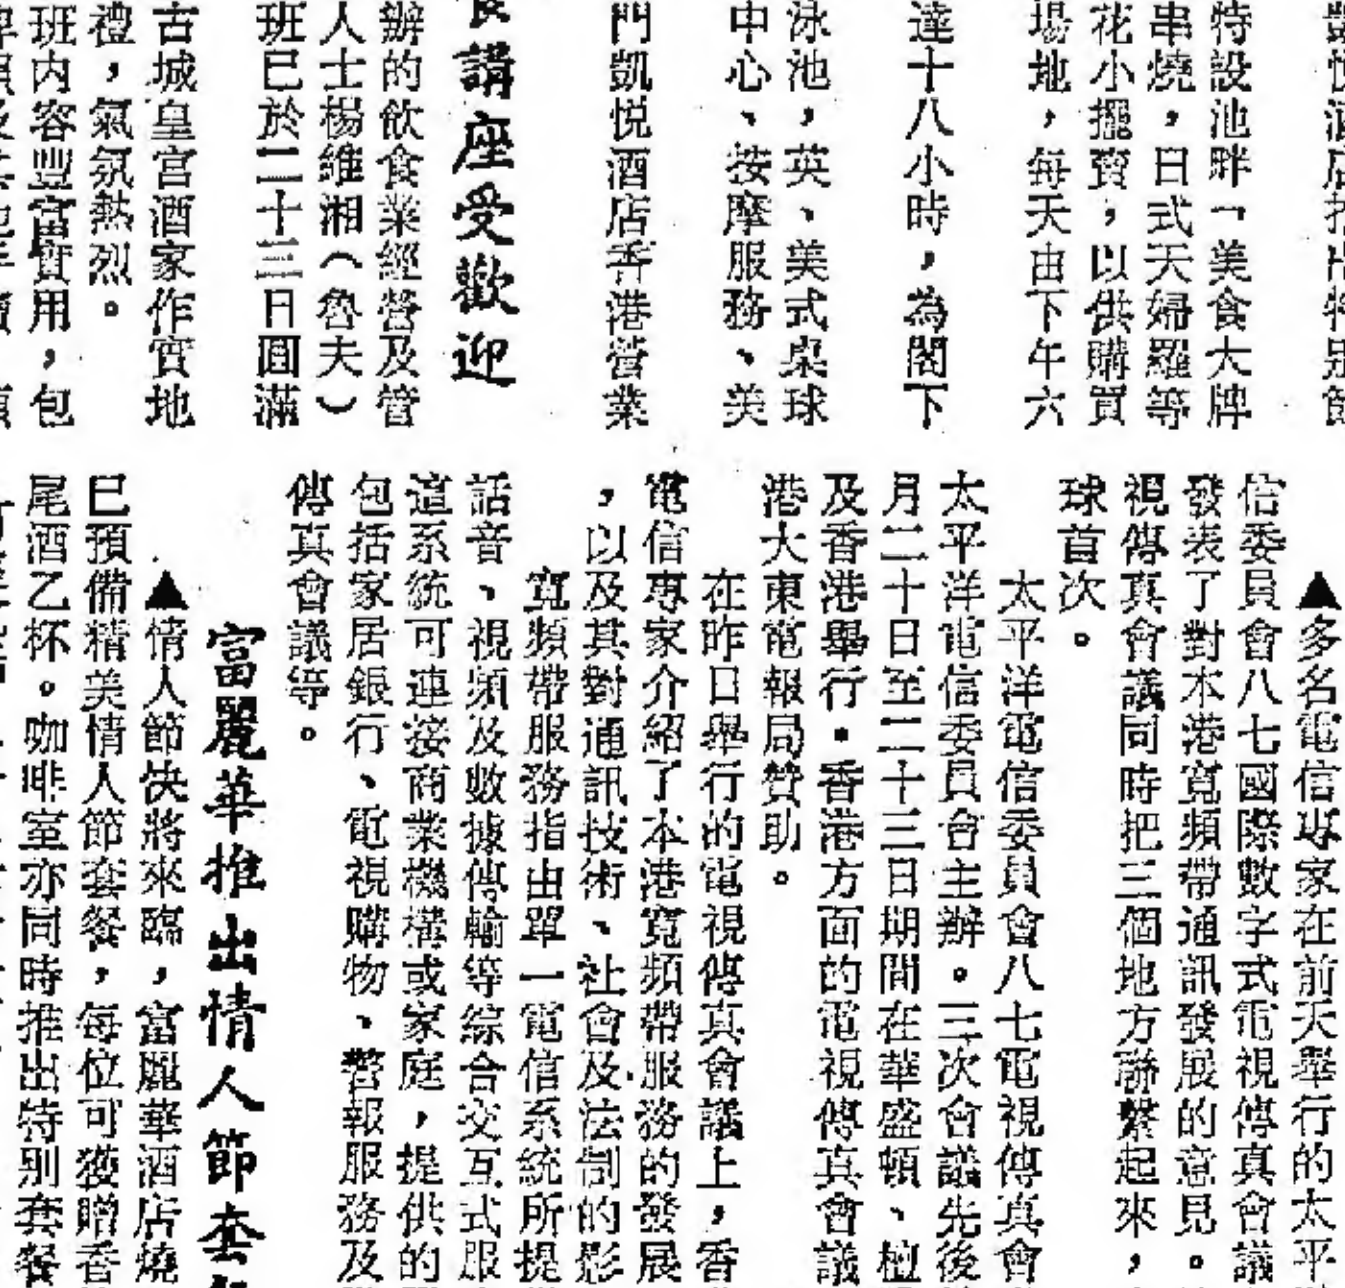 凱悅酒店推出特別節
特設池畔「美食大牌
串燒，日式天婦羅等
花小擺賣，以供購買
場地，每天由下午六
達十八小時，為閣下
泳池，英、美式桌球
中心、按摩服務、美
門凱悅酒店香港營業
講座受歡迎
辦的飲食業經營及管
人士楊維湘（魯夫）
班已於二十三日圓滿
古城皇宮酒家作實地
禮，氣氛熱烈。
班内容豐富實用，包
▲多名電信專家在前天舉行的太平
信委員會八七國際數字式電視傳真會議
發表了對本港寬頻帶通訊發展的意見。
視傳真會議同時把三個地方聯繫起來，
球首次。
太平洋電信委員會八七電視傳真會
太平洋電信委員會主辦。三次會議先後
月二十日至二十三日期間在華盛頓、檀
及香港舉行。香港方面的電視傳真會議
港大東電報局贊助。
在昨日舉行的電視傳真會議上，香
電信專家介紹了本港寬頻帶服務的發展
，以及其對通訊技術、社會及法制的影
寬頻帶服務指由單一電信系統所提
話音、視頻及數據傳輸等綜合交互式服
這系統可連接商業機構或家庭，提供的
包括家居銀行、電視購物、警報服務及
傳真會議等。
富麗華推出情人節套
▲情人節快將來臨，富麗華酒店燒
巳預備精美情人節套餐，每位可獲贈香
尾酒乙杯。咖啡室亦同時推出特别套餐